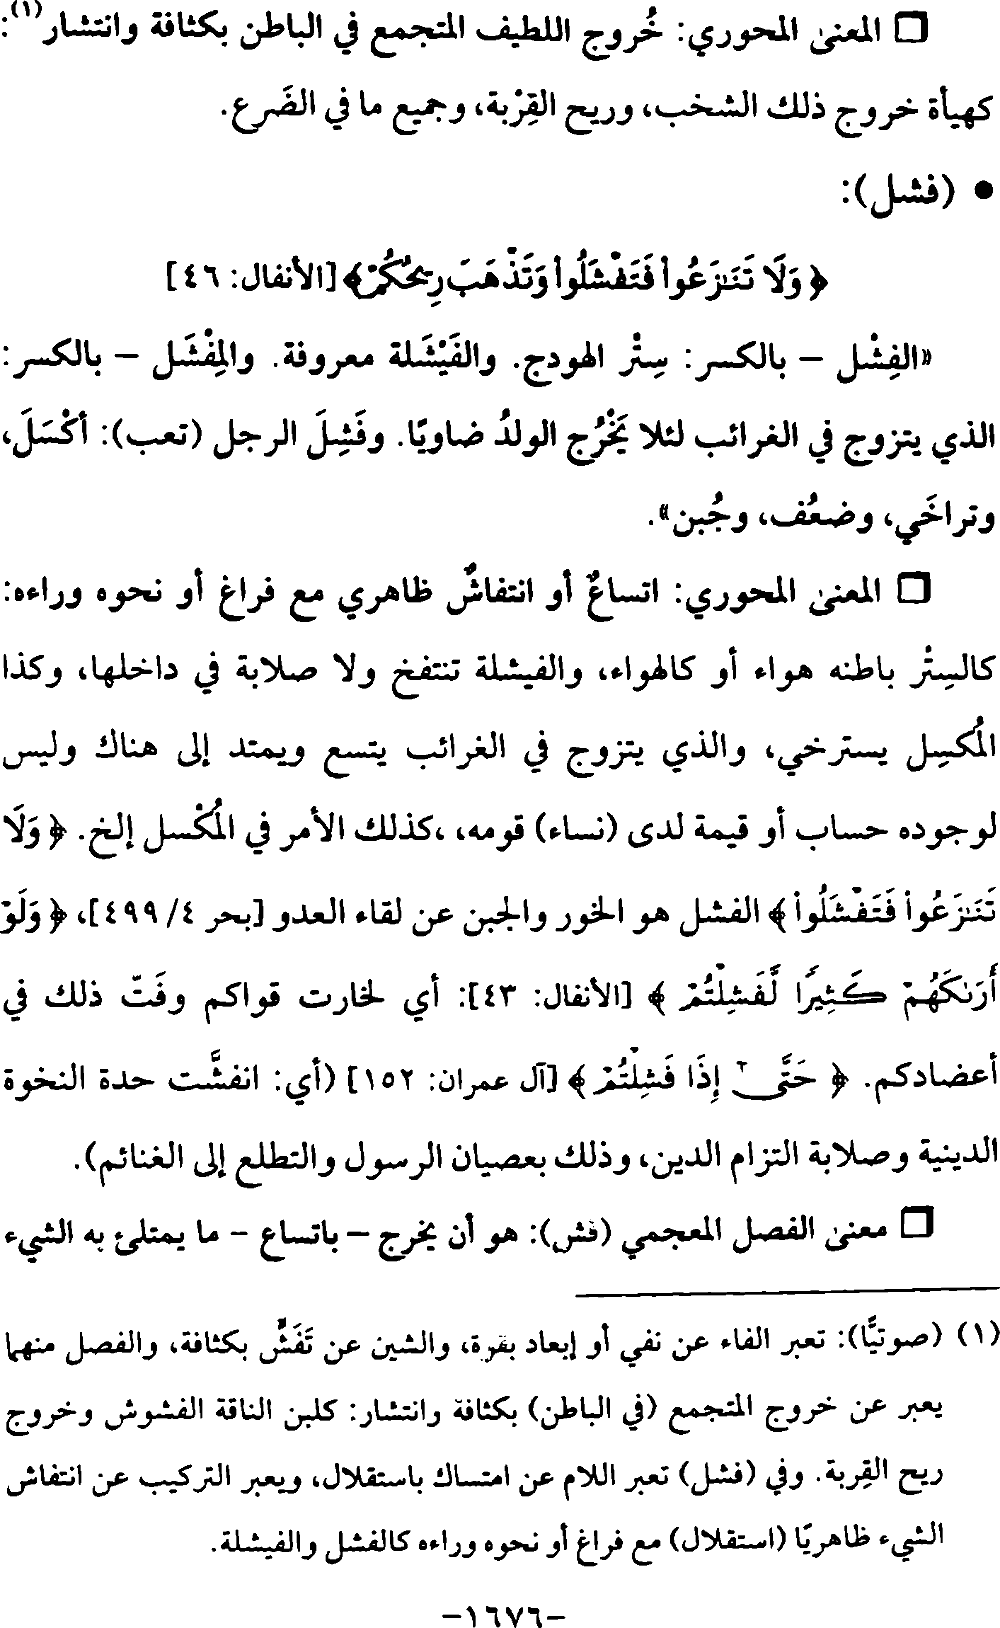 ❒ المعنى المحوري: خُروج اللطيف المتجمع في الباطن بكثافة وانتشار(١):
كهيأة خروج ذلك الشخب، وريح القِرْبة، وجميع ما في الضَرع.
• (فشل):
﴿ وَلَا تَنَـٰزَعُوا۟ فَتَفْشَلُوا۟ وَتَذْهَبَ رِيحُكُمْ ﴾ [الأنفال: ٤٦]
«الفِشْل – بالكسر: سِتْر الهودج. والفَيْشَلة معروفة. والمِفْشَل – بالكسر:
الذي يتزوج في الغرائب لئلا يَخْرُج الولدُ ضاويًا. وفَشِلَ الرجل (تعب): أكْسَلَ،
وتراخَي، وضعُف، وجُبن».
❒ المعنى المحوري: اتساعٌ أو انتفاشٌ ظاهري مع فراغ أو نحوه وراءه:
كالسِتْر باطنه هواء أو كالهواء، والفيشلة تنتفخ ولا صلابة في داخلها، وكذا
المُكسِل يسترخي، والذي يتزوج في الغرائب يتسع ويمتد إلى هناك وليس
لوجوده حساب أو قيمة لدى (نساء) قومه، ،كذلك الأمر في المُكْسل إلخ. ﴿ وَلَا
تَنَـٰزَعُوا۟ فَتَفْشَلُوا۟ ﴾ الفشل هو الخور والجبن عن لقاء العدو [بحر ٤/ ٤٩٩]، ﴿ وَلَوْ
أَرَىٰكَهُمْ كَثِيرًا لَّفَشِلْتُمْ ﴾ [الأنفال: ٤٣]: أي لخارت قواكم وفَتّ ذلك في
أعضادكم. ﴿ حَتَّىٰٓ إِذَا فَشِلْتُمْ ﴾ [آل عمران: ١٥٢] (أي: انفشَّت حدة النخوة
الدينية وصلابة التزام الدين، وذلك بعصيان الرسول والتطلع إلى الغنائم).
❒ معنى الفصل المعجمي (فش): هو أن يخرج – باتساع – ما يمتلئ به الشيء
(١) (صوتيًّا): تعبر الفاء عن نفي أو إبعاد بقوة، والشين عن تَفَشٍّ بكثافة، والفصل منهما
يعبر عن خروج المتجمع (في الباطن) بكثافة وانتشار: كلبن الناقة الفشوش وخروج
ريح القِربة. وفي (فشل) تعبر اللام عن امتساك باستقلال، ويعبر التركيب عن انتفاش
الشيء ظاهريًا (استقلال) مع فراغ أو نحوه وراءه كالفشل والفيشلة.
-١٦٧٦-